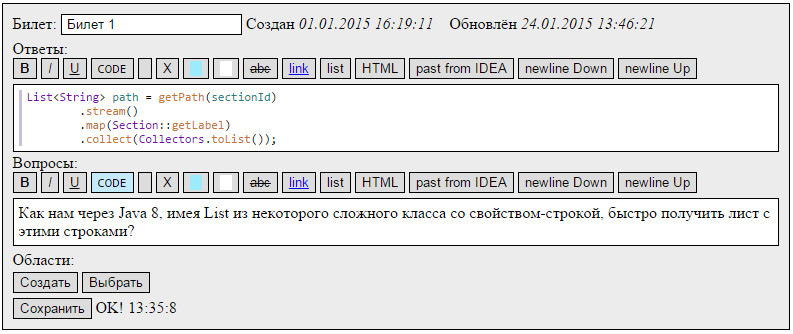 Билет: Билет 1 Создан 01.01.2015 16:19:11 Обновлён 24.01.2015 13:46:21
Ответы:
B I U CODE X abc link list HTML past from IDEA newline Down newline Up
List<String> path = getPath(sectionId)
.stream()
.map(Section::getLabel)
.collect(Collectors.toList());
Вопросы:
B I U CODE X abc link list HTML past from IDEA newline Down newline Up
Как нам через Java 8, имея List из некоторого сложного класса со свойством-строкой, быстро получить лист с
этими строками?
Области:
Создать Выбрать
Сохранить OK! 13:35:8